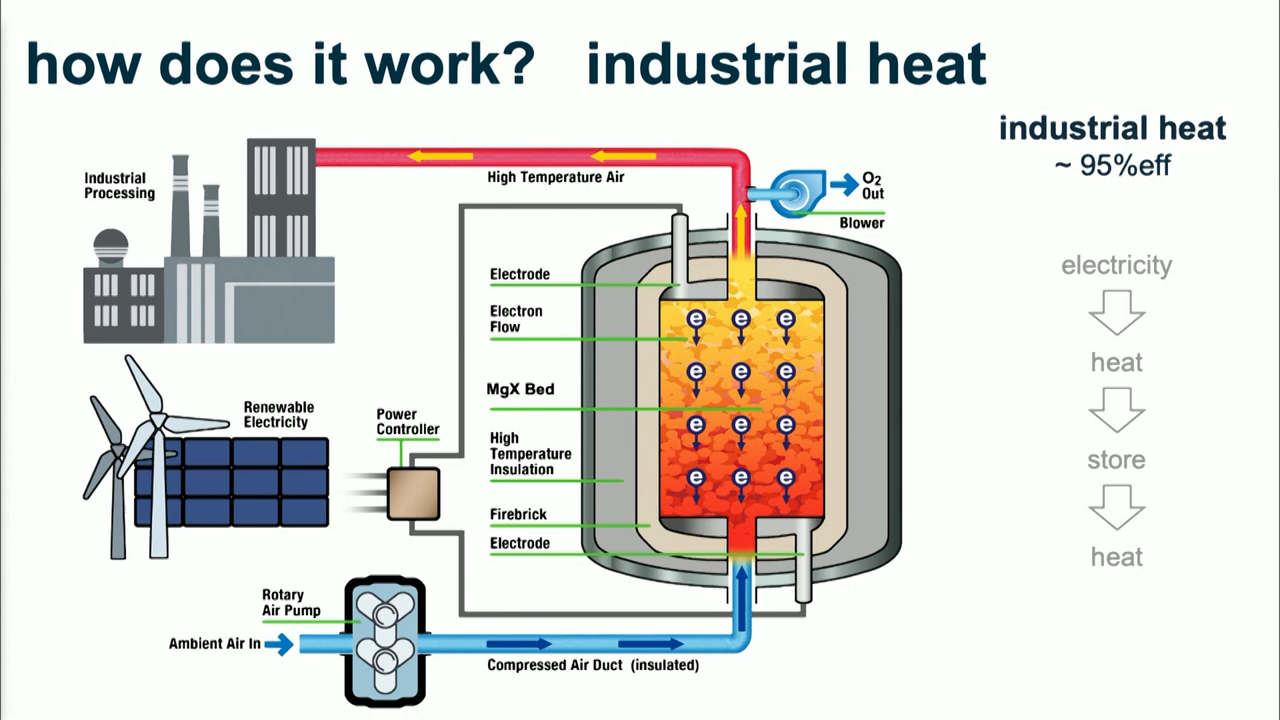 how does it work? industrial heat
industrial heat
~ 95%eff
Industrial
Processing
High Temperature Air
O2
Out
Blower
Electrode
Electron
Flow
MgX Bed
High
Temperature
Insulation
Firebrick
Electrode
e e e
e e e
e e e
e e e
Renewable
Electricity
Power
Controller
Rotary
Air Pump
Ambient Air In
Compressed Air Duct (insulated)
electricity
heat
store
heat